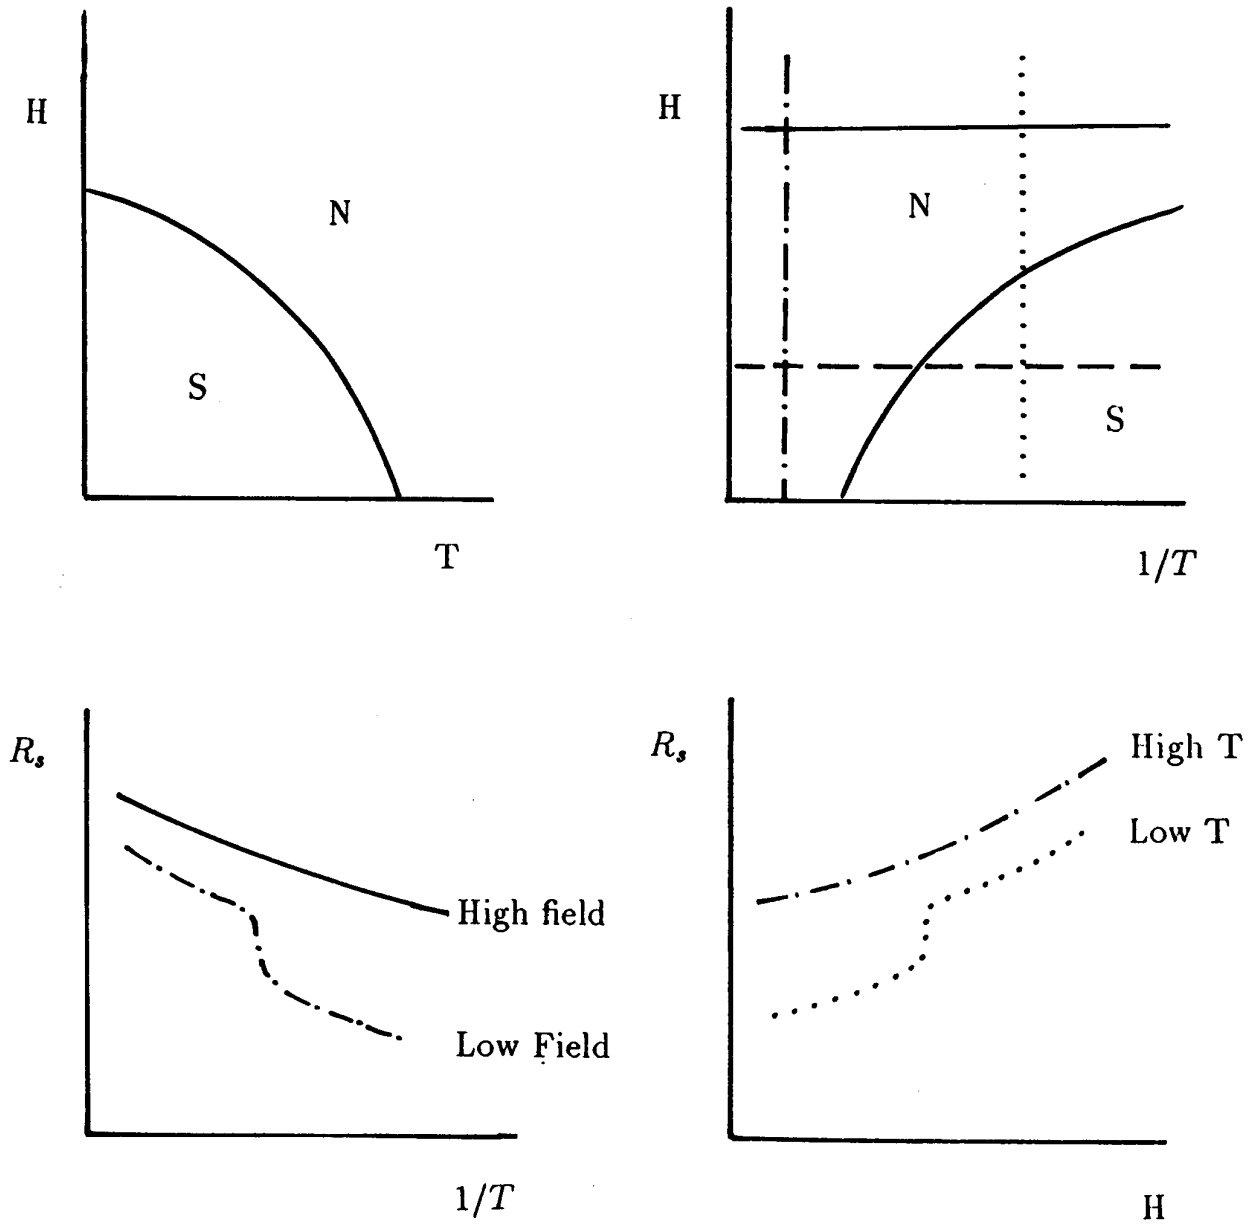 H
N
S
T
H
N
S
1/T
R_s
High field
Low Field
1/T
R_s
High T
Low T
H